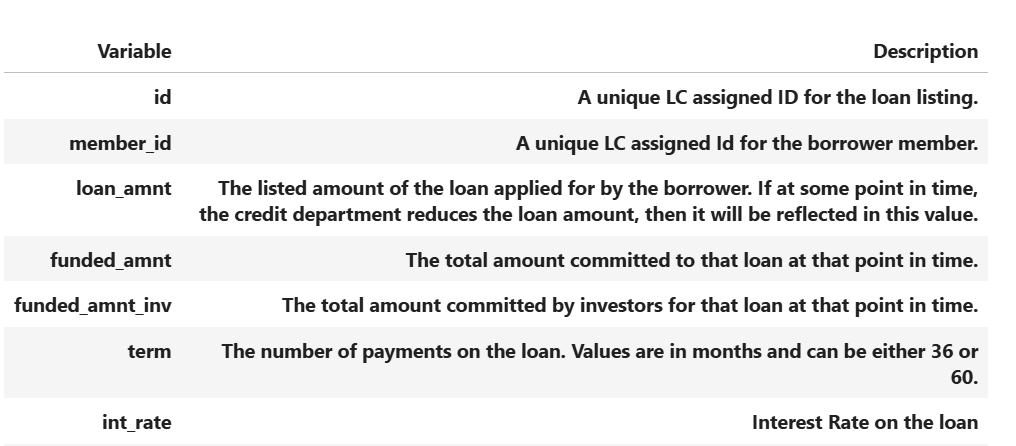 Variable Description
id A unique LC assigned ID for the loan listing.
member_id A unique LC assigned Id for the borrower member.
loan_amnt The listed amount of the loan applied for by the borrower. If at some point in time,
the credit department reduces the loan amount, then it will be reflected in this value.
funded_amnt The total amount committed to that loan at that point in time.
funded_amnt_inv The total amount committed by investors for that loan at that point in time.
term The number of payments on the loan. Values are in months and can be either 36 or
60.
int_rate Interest Rate on the loan